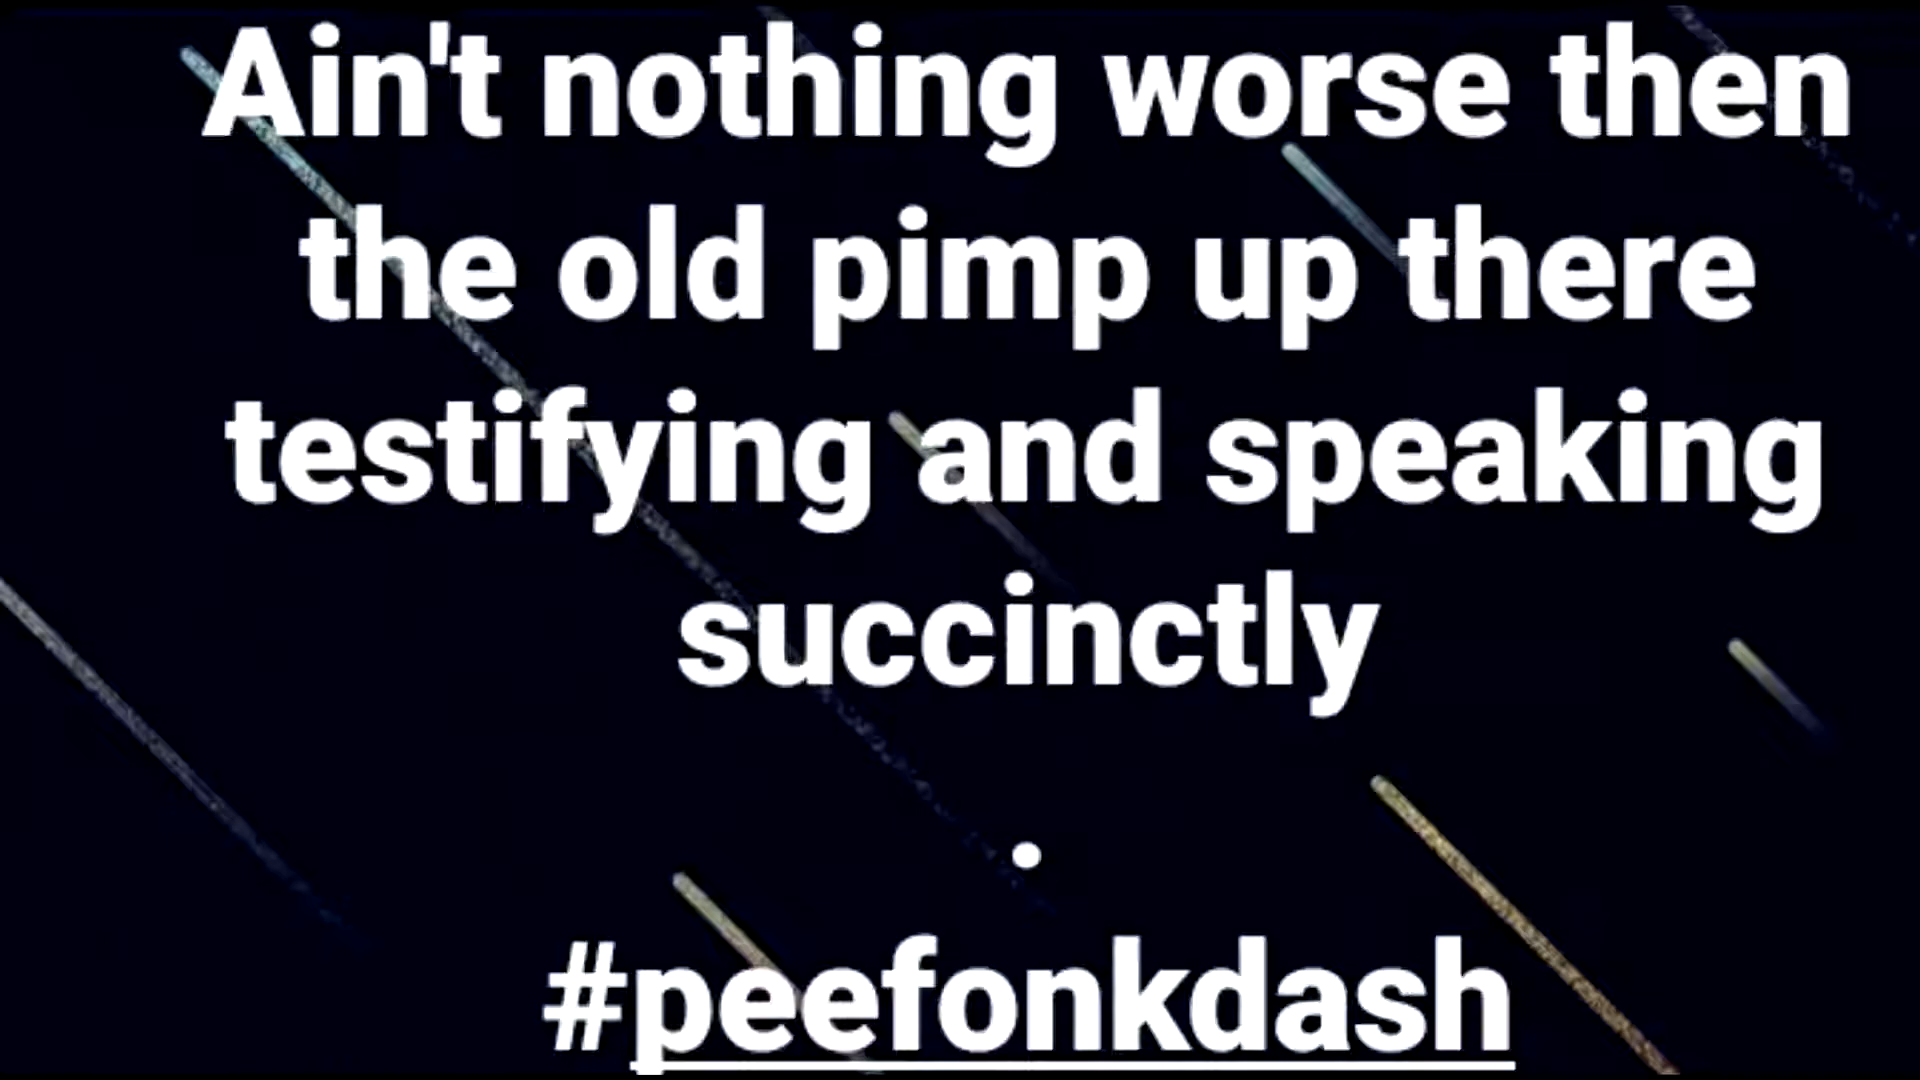 Ain't nothing worse then
the old pimp up there
testifying and speaking
succinctly
.
#peefonkdash